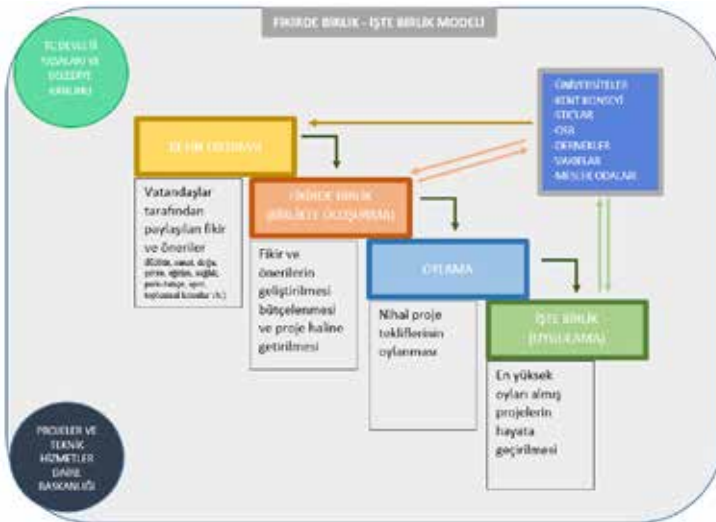 FİKİRDE BİRLİK - İŞTE BİRLİK MODELİ
ÜNİVERSİTELER
KENT KONSEYİ
STK'LAR
OSB
DERNEKLER
VAKIFLAR
MESLEK ODALARI
Vatandaşlar
tarafından
paylaşılan fikir
ve öneriler
FİKİRDE BİRLİK
Fikir ve
önerilerin
geliştirilmesi
bütçelenmesi
ve proje haline
getirilmesi
OYLAMA
Nihai proje
tekliflerinin
oylanması
İŞTE BİRLİK
(UYGULAMA)
En yüksek
oyları almış
projelerin
hayata
geçirilmesi
PROJELER VE
TEKNİK
HİZMETLER
DAİRE
BAŞKANLIĞI